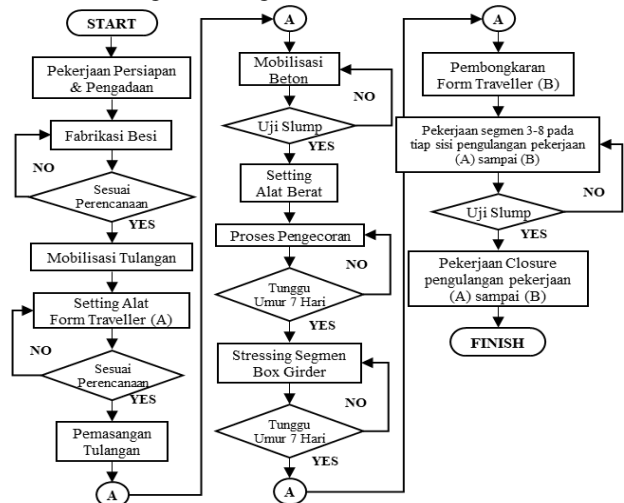 START
Pekerjaan Persiapan
& Pengadaan
Fabrikasi Besi
NO
Sesuai
Perencanaan
YES
Mobilisasi Tulangan
Setting Alat
Form Traveller (A)
NO
Sesuai
Perencanaan
YES
Pemasangan
Tulangan
A
A
Mobilisasi
Beton
NO
Uji Slump
YES
Setting
Alat Berat
Proses Pengecoran
NO
Tunggu
Umur 7 Hari
YES
Stressing Segmen
Box Girder
NO
Tunggu
Umur 7 Hari
YES
A
A
Pembongkaran
Form Traveller (B)
Pekerjaan segmen 3-8 pada
tiap sisi pengulangan pekerjaan
(A) sampai (B)
NO
Uji Slump
YES
Pekerjaan Closure
pengulangan pekerjaan
(A) sampai (B)
FINISH